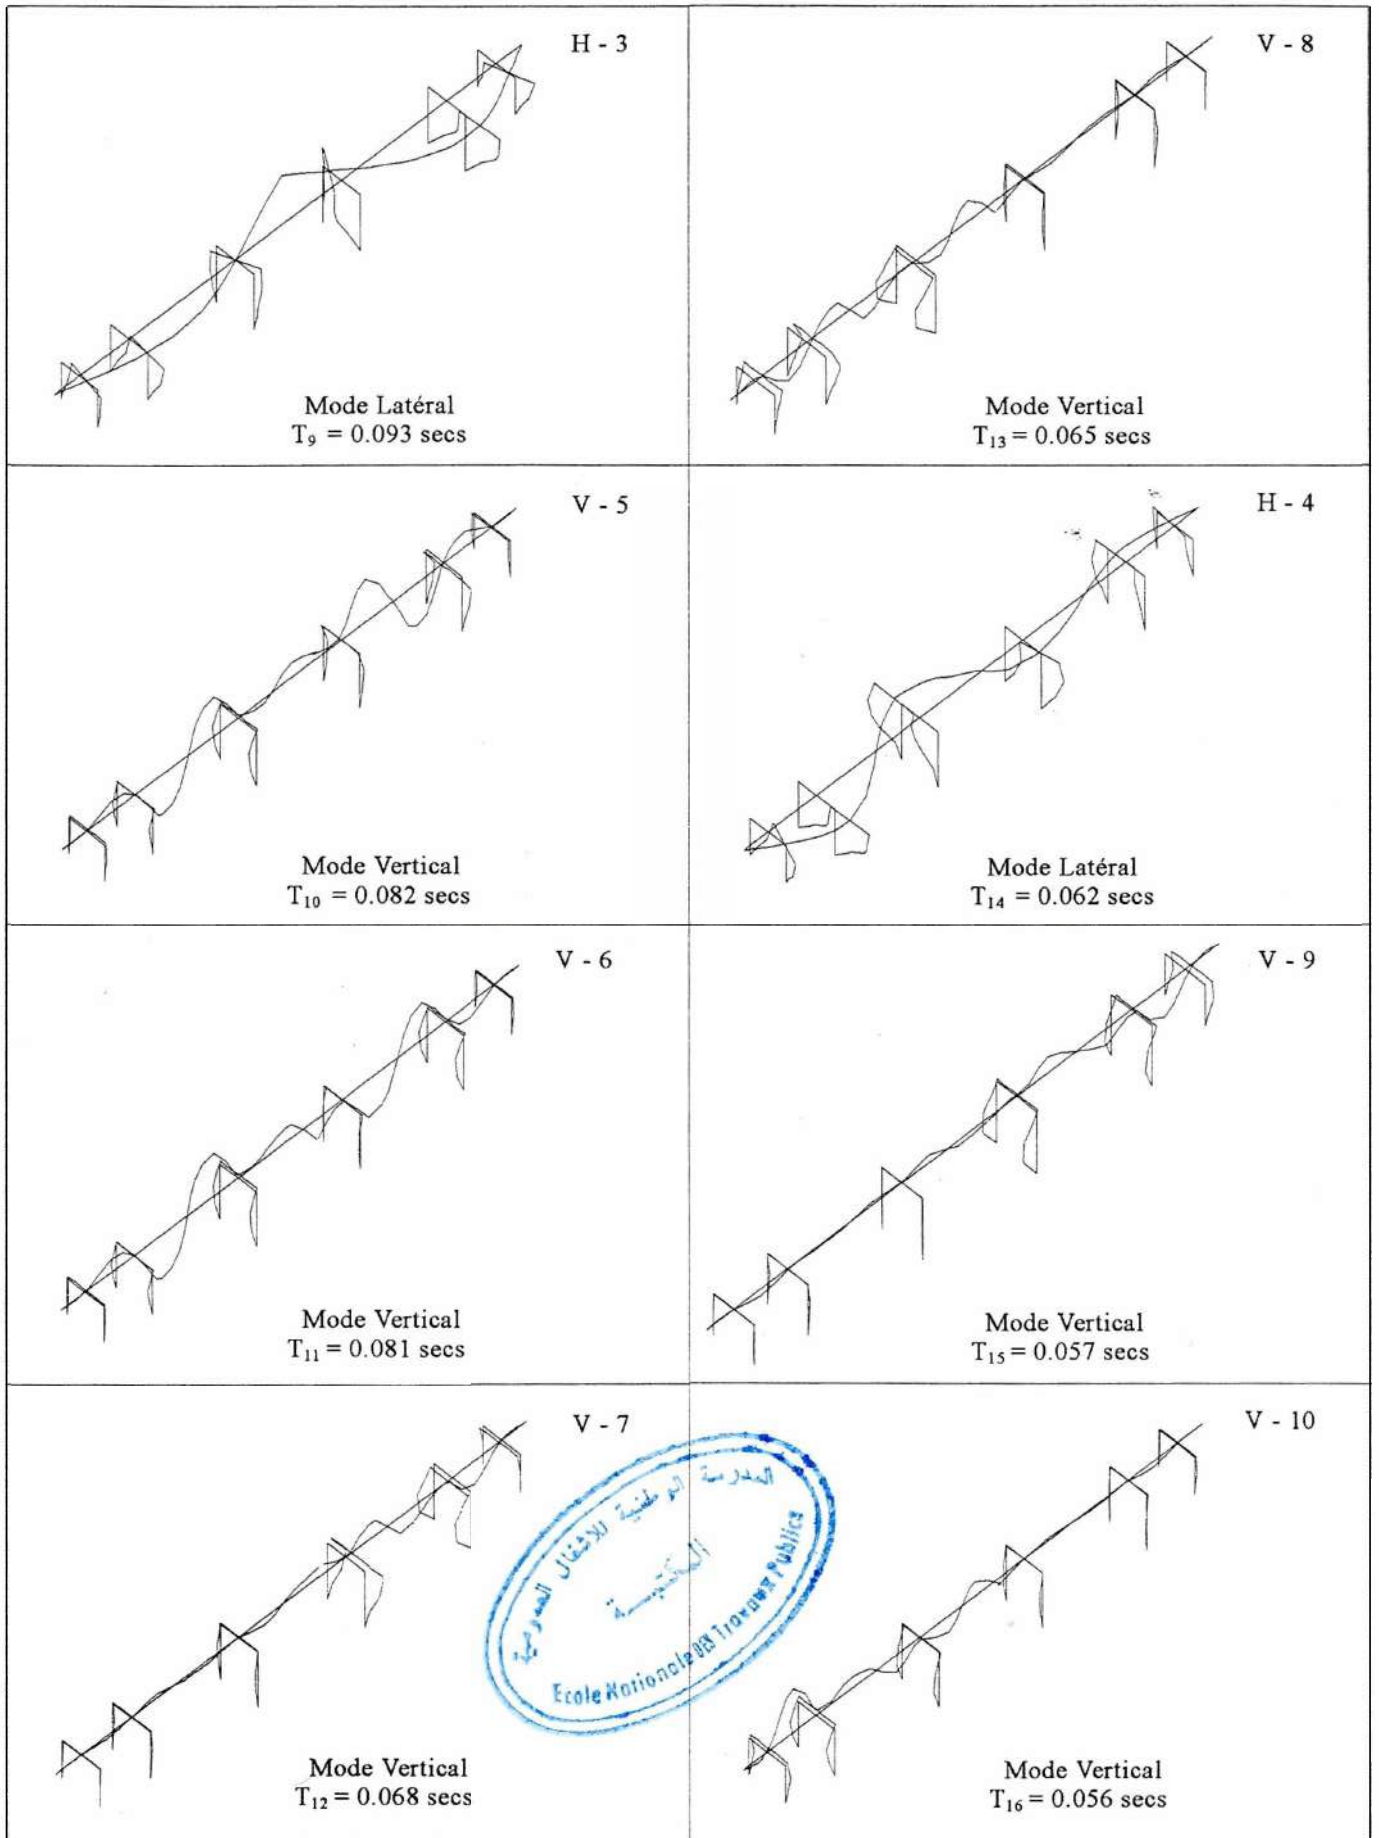 H - 3
Mode Latéral
T₉ = 0.093 secs
V - 8
Mode Vertical
T₁₃ = 0.065 secs
V - 5
Mode Vertical
T₁₀ = 0.082 secs
H - 4
Mode Latéral
T₁₄ = 0.062 secs
V - 6
Mode Vertical
T₁₁ = 0.081 secs
V - 9
Mode Vertical
T₁₅ = 0.057 secs
V - 7
Mode Vertical
T₁₂ = 0.068 secs
V - 10
Mode Vertical
T₁₆ = 0.056 secs
المدرسة الوطنية للاشغال العمومية
المكتبة
Ecole Nationale DES Travaux Publics